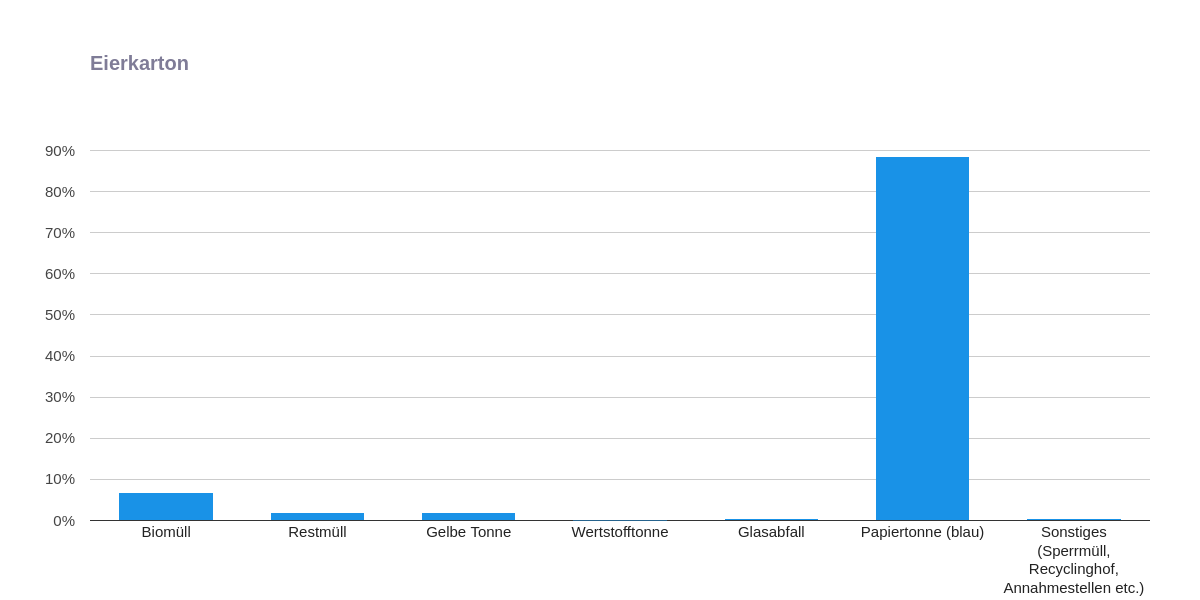 Eierkarton
90%
80%
70%
60%
50%
40%
30%
20%
10%
0%
Biomüll
Restmüll
Gelbe Tonne
Wertstofftonne
Glasabfall
Papiertonne (blau)
Sonstiges
(Sperrmüll,
Recyclinghof,
Annahmestellen etc.)